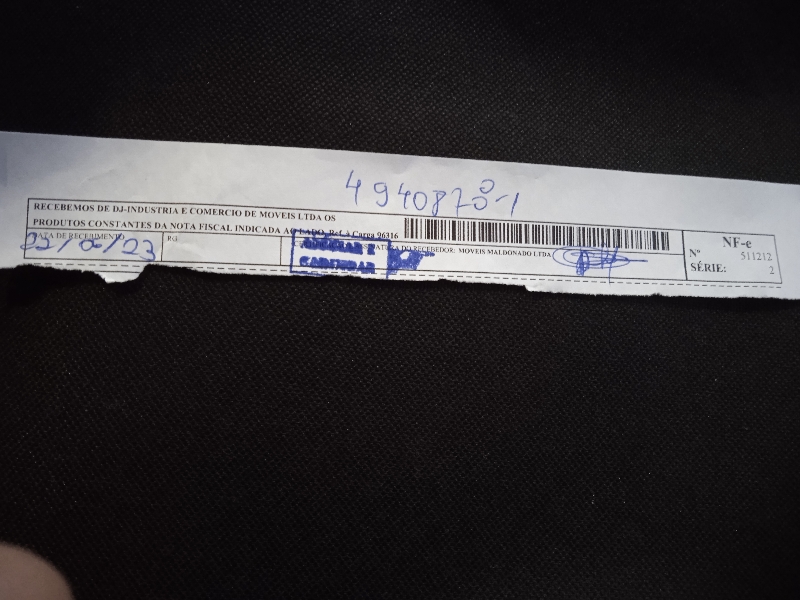 4940870-1
RECEBEMOS DE DJ-INDUSTRIA E COMERCIO DE MOVEIS LTDA OS
PRODUTOS CONSTANTES DA NOTA FISCAL INDICADA AO LADO. Ref. à Carga 96316
DATA DE RECEBIMENTO
RG
DO RECEBEDOR: MOVEIS MALDONADO LTDA
NF-e
Nº 511212
SÉRIE: 2